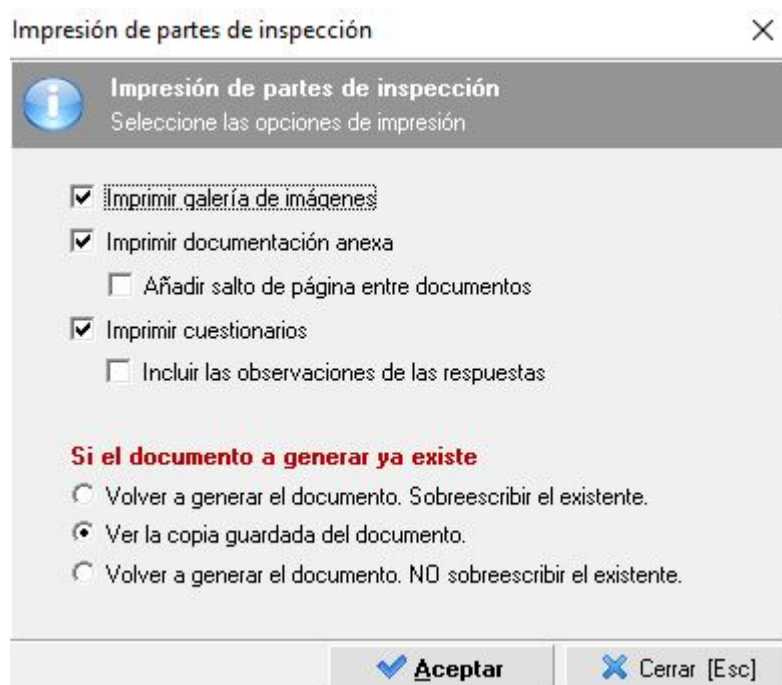 Impresión de partes de inspección
Impresión de partes de inspección
Seleccione las opciones de impresión
Imprimir galería de imágenes
Imprimir documentación anexa
Añadir salto de página entre documentos
Imprimir cuestionarios
Incluir las observaciones de las respuestas
Si el documento a generar ya existe
Volver a generar el documento. Sobreescribir el existente.
Ver la copia guardada del documento.
Volver a generar el documento. NO sobreescribir el existente.
Aceptar
Cerrar [Esc]